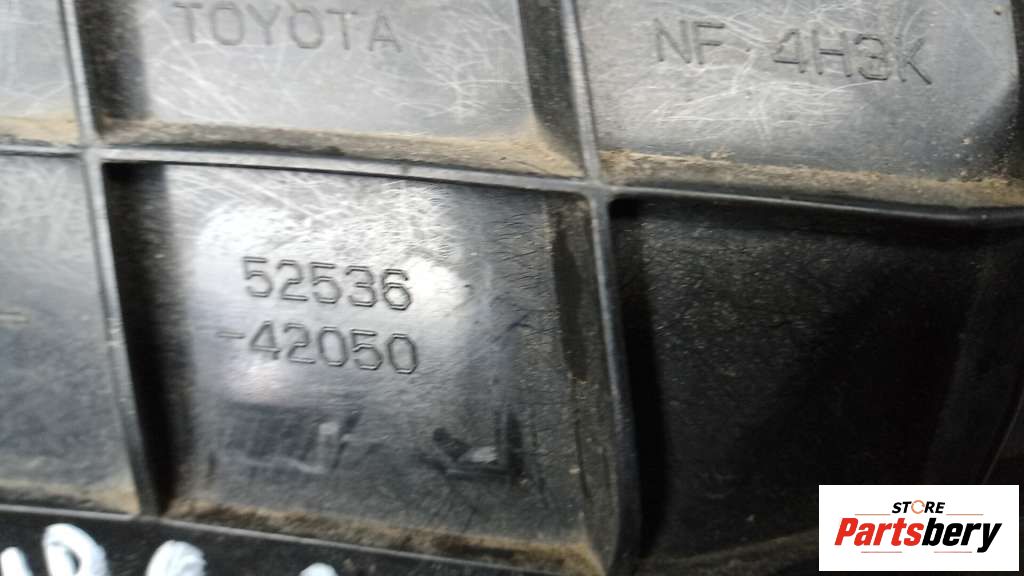 TOYOTA
NF-4H3K
52536
-42050
STORE
Partsbery